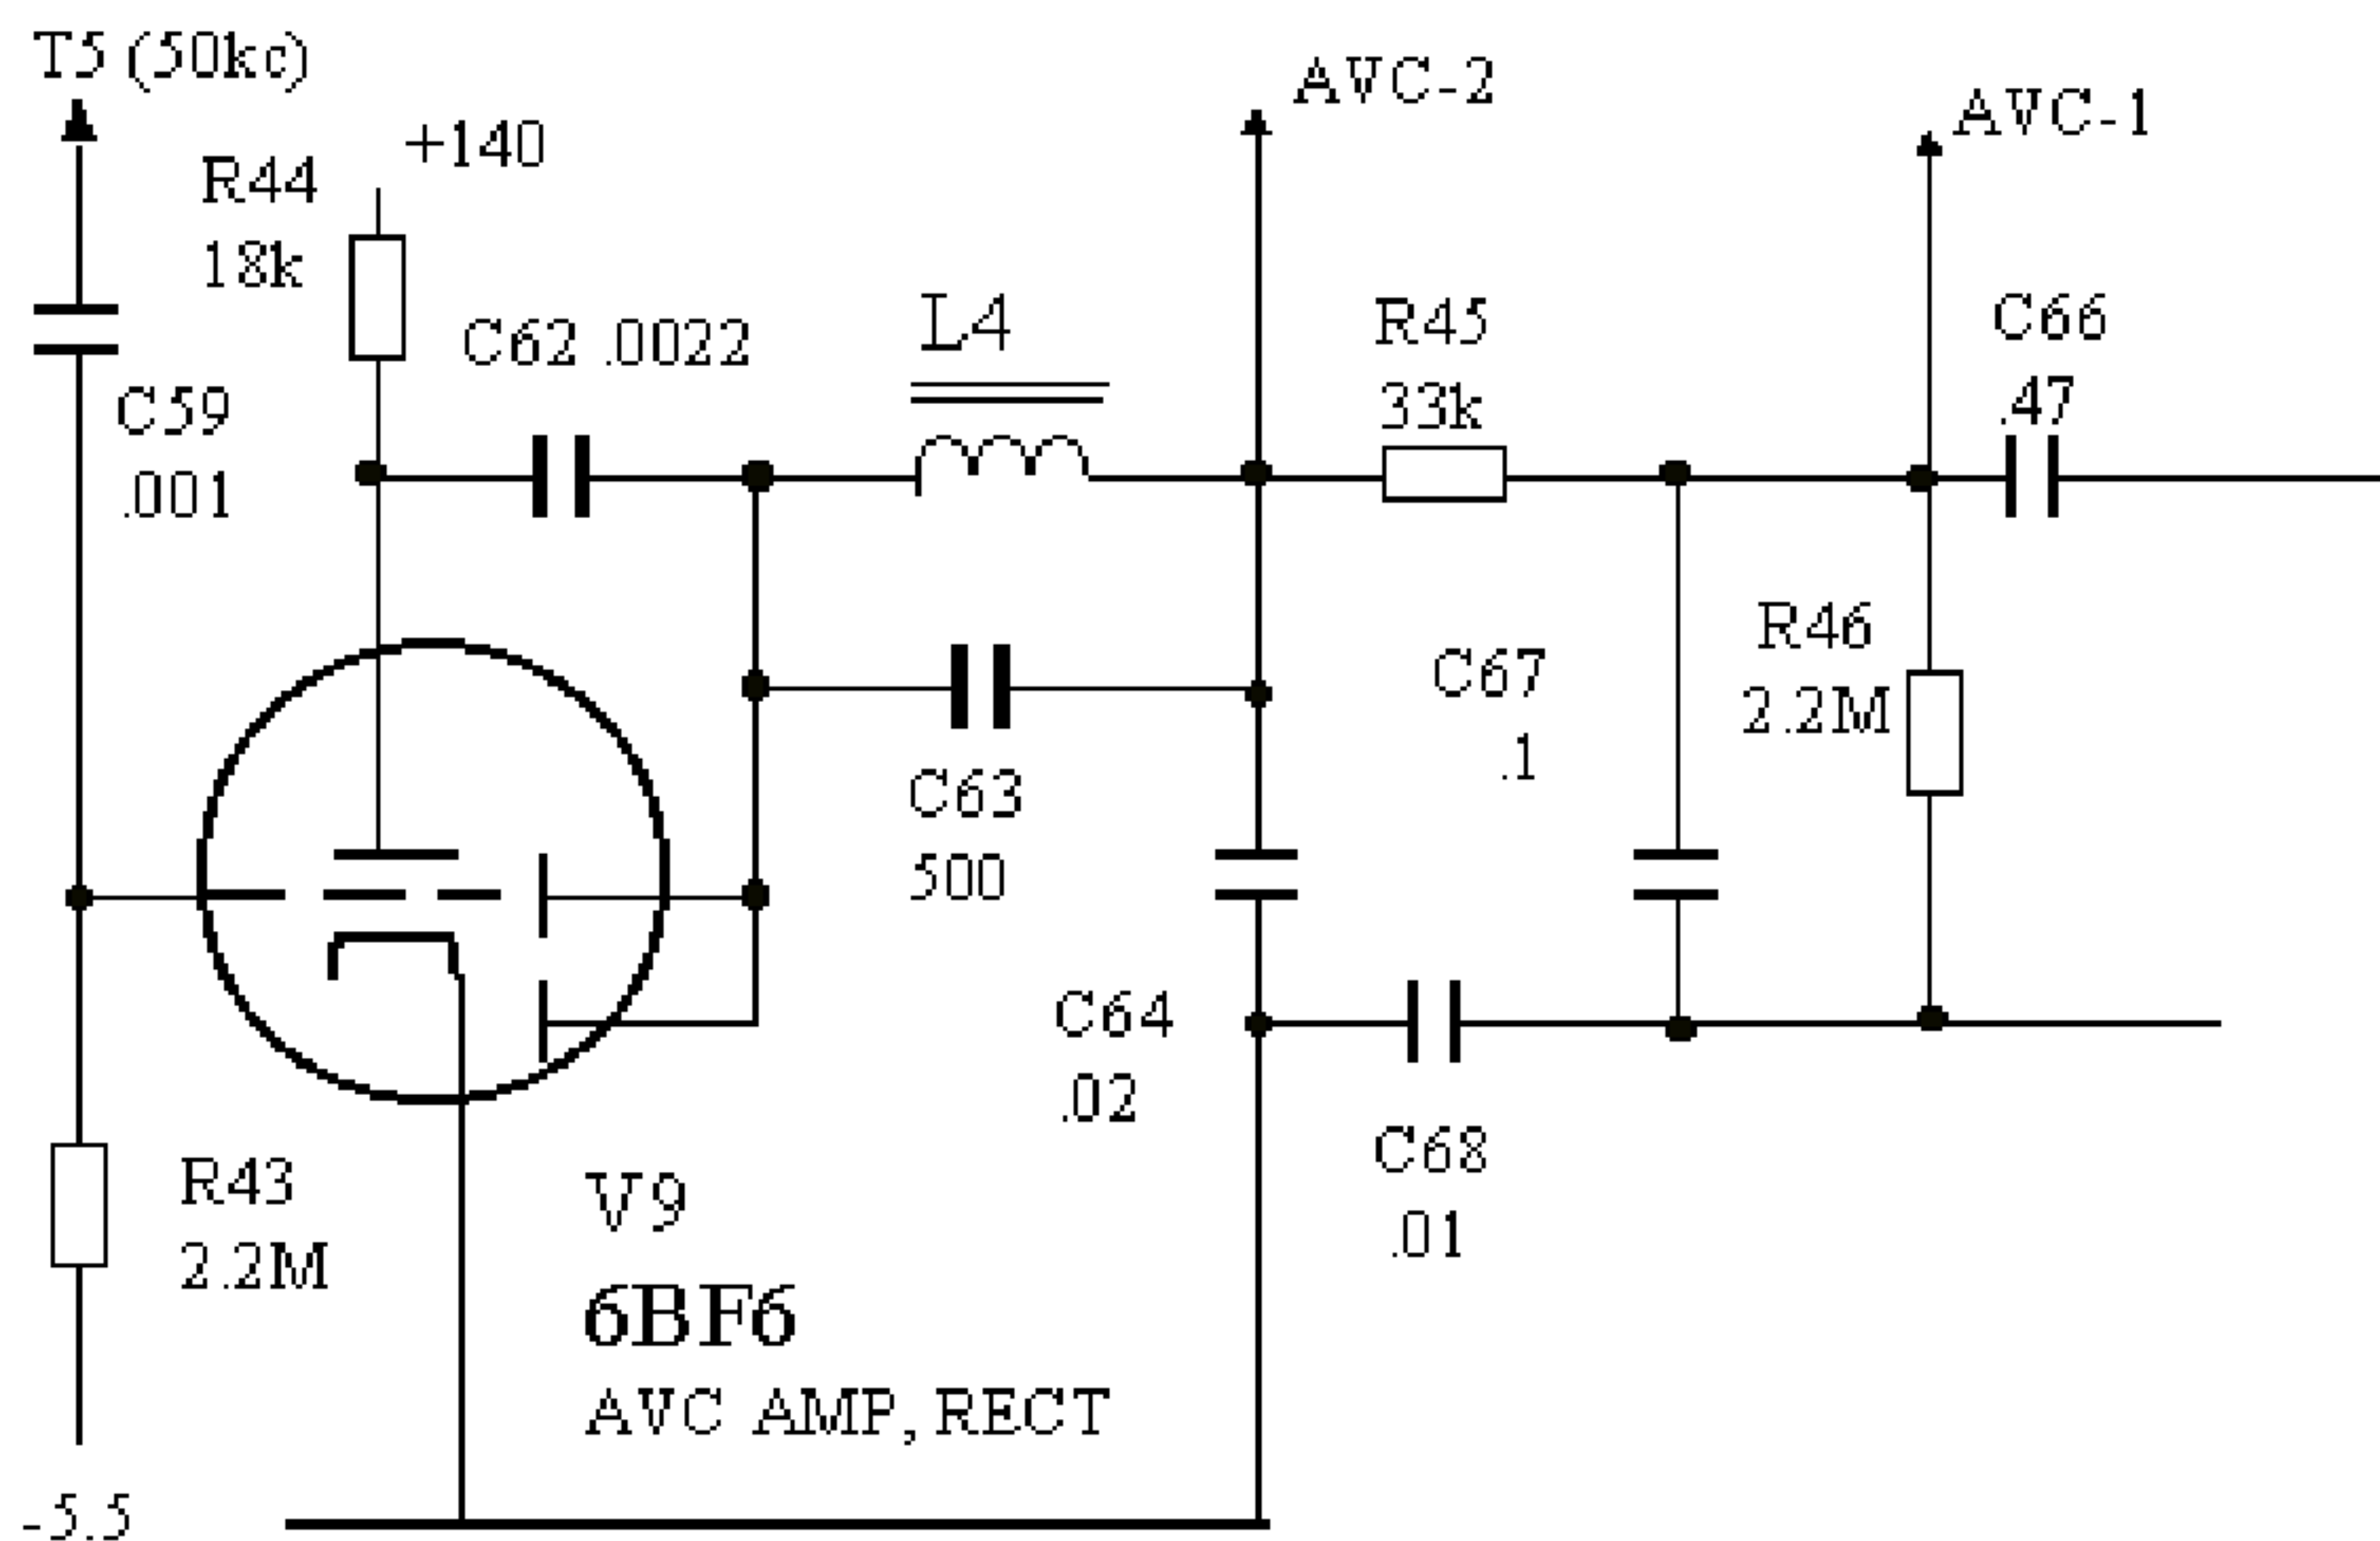 T5 (50kc)
+140
R44
18k
C59
.001
C62 .0022
L4
AVC-2
AVC-1
R45
33k
C66
.47
C63
500
C67
.1
R46
2.2M
C64
.02
C68
.01
R43
2.2M
V9
6BF6
AVC AMP, RECT
-5.5